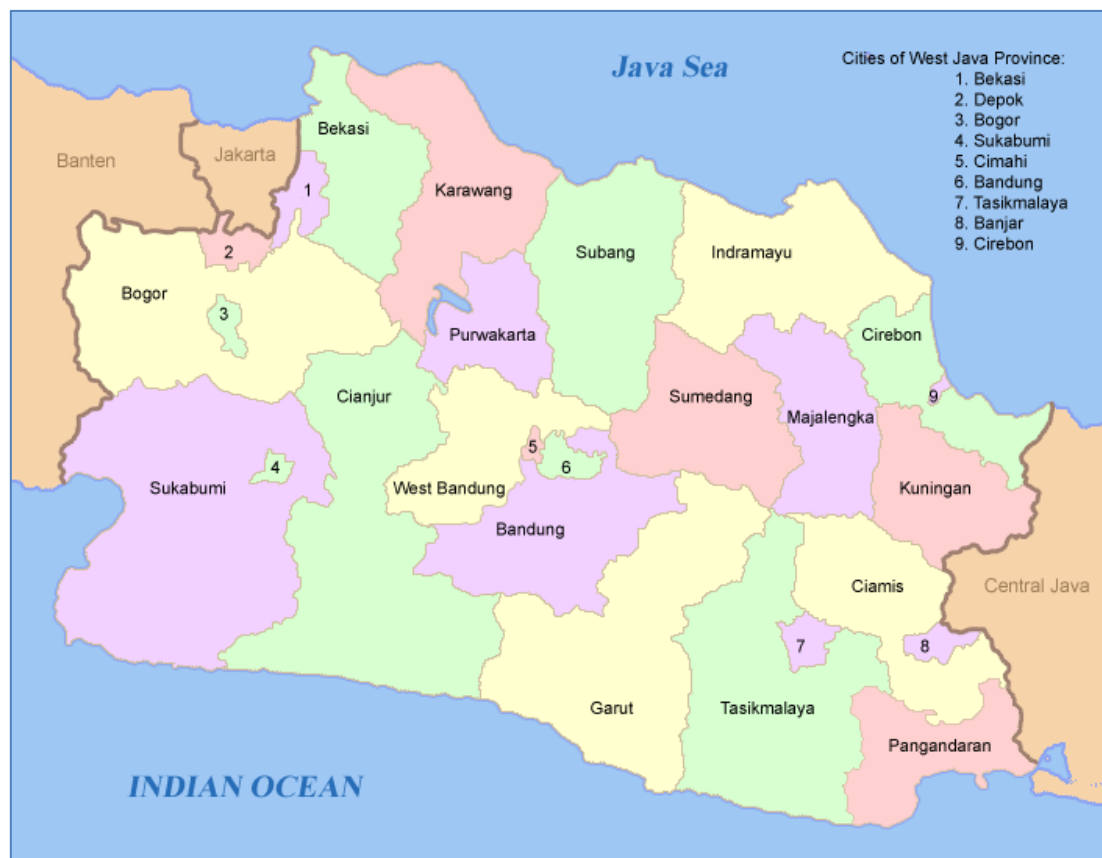 Java Sea
Cities of West Java Province:
1. Bekasi
2. Depok
3. Bogor
4. Sukabumi
5. Cimahi
6. Bandung
7. Tasikmalaya
8. Banjar
9. Cirebon
Bekasi
Banten
Jakarta
1
Karawang
2
Subang
Indramayu
Bogor
3
Purwakarta
Cirebon
Cianjur
Sumedang
9
Majalengka
5
4
6
Sukabumi
West Bandung
Kuningan
Bandung
Ciamis
Central Java
7
8
Garut
Tasikmalaya
Pangandaran
INDIAN OCEAN